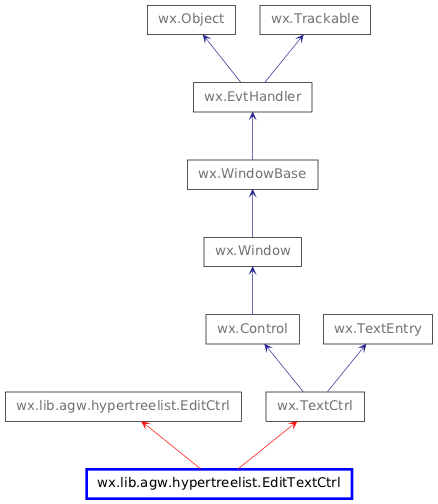 wx.Object
wx.Trackable
wx.EvtHandler
wx.WindowBase
wx.Window
wx.Control
wx.TextEntry
wx.lib.agw.hypertreelist.EditCtrl
wx.TextCtrl
wx.lib.agw.hypertreelist.EditTextCtrl